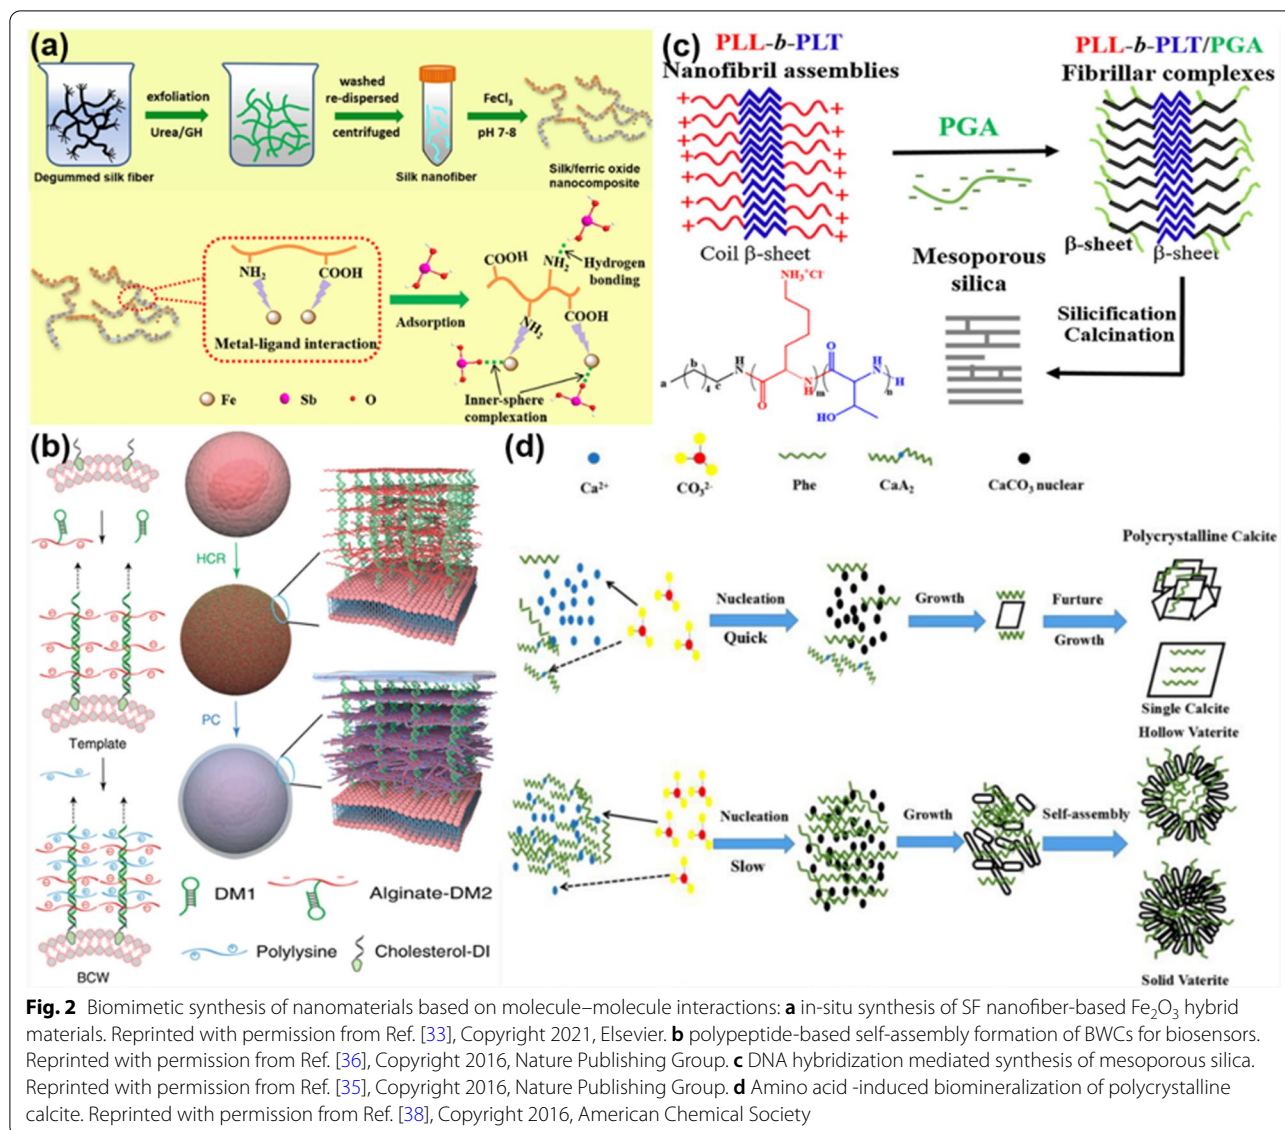 (a)
exfoliation
Urea/GH
washed
re-dispersed
centrifuged
FeCl3
pH 7-8
Degummed silk fiber
Silk nanofiber
Silk/ferric oxide
nanocomposite
NH2
COOH
Metal-ligand interaction
Adsorption
COOH
NH2
Hydrogen
bonding
NH2
COOH
Inner-sphere
complexation
Fe
Sb
O
(c)
PLL-b-PLT
Nanofibril assemblies
PGA
PLL-b-PLT/PGA
Fibrillar complexes
Coil β-sheet
β-sheet
β-sheet
Mesoporous
silica
Silicification
Calcination
NH3+Cl-
a
b
4
c
H
N
O
N
H
m
O
H
N
n
H
HO
(b)
HCR
Template
PC
BCW
DM1
Alginate-DM2
Polylysine
Cholesterol-DI
(d)
Ca2+
CO32-
Phe
CaA2
CaCO3 nuclear
Nucleation
Quick
Growth
Furture
Growth
Polycrystalline Calcite
Single Calcite
Hollow Vaterite
Nucleation
Slow
Growth
Self-assembly
Solid Vaterite
Fig. 2 Biomimetic synthesis of nanomaterials based on molecule–molecule interactions: a in-situ synthesis of SF nanofiber-based Fe2O3 hybrid
materials. Reprinted with permission from Ref. [33], Copyright 2021, Elsevier. b polypeptide-based self-assembly formation of BWCs for biosensors.
Reprinted with permission from Ref. [36], Copyright 2016, Nature Publishing Group. c DNA hybridization mediated synthesis of mesoporous silica.
Reprinted with permission from Ref. [35], Copyright 2016, Nature Publishing Group. d Amino acid -induced biomineralization of polycrystalline
calcite. Reprinted with permission from Ref. [38], Copyright 2016, American Chemical Society